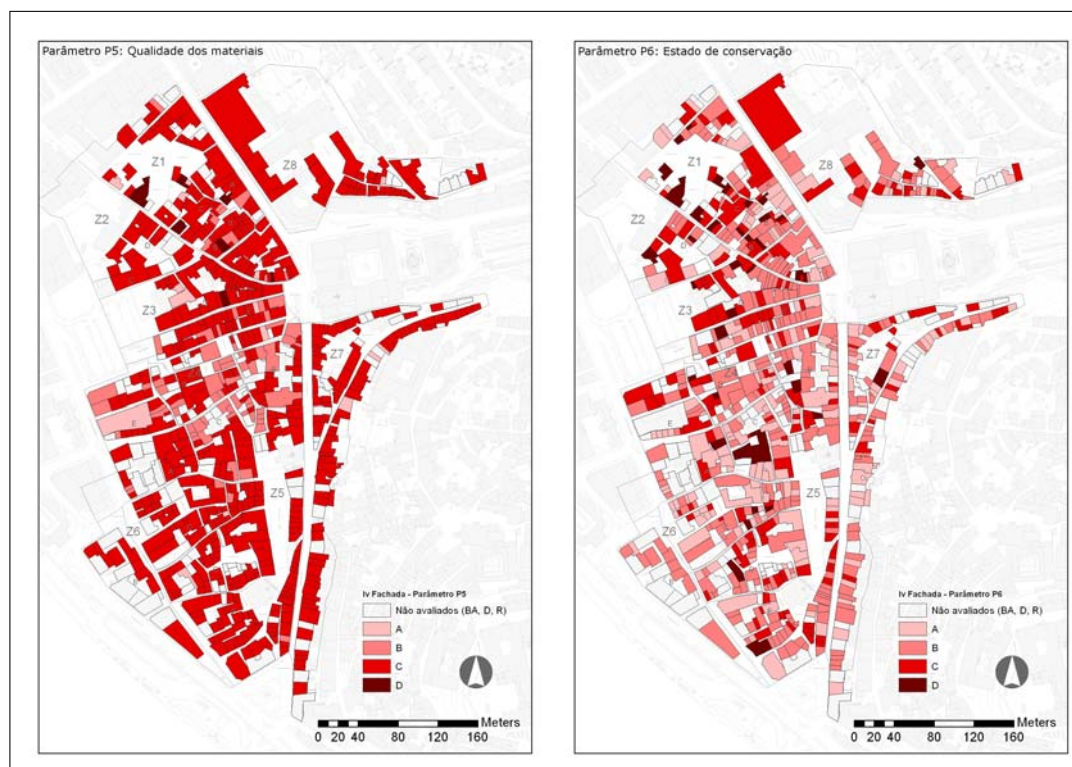 Parâmetro P5: Qualidade dos materiais
Z1
Z2
Z8
D
Z3
Z7
E
C
Z5
Z6
Iv Fachada - Parâmetro P5
Não avaliados (BA, D, R)
A
B
C
D
Meters
0 20 40 80 120 160
Parâmetro P6: Estado de conservação
Z1
Z2
Z8
D
Z3
Z7
E
C
Z5
Z6
Iv Fachada - Parâmetro P6
Não avaliados (BA, D, R)
A
B
C
D
Meters
0 20 40 80 120 160